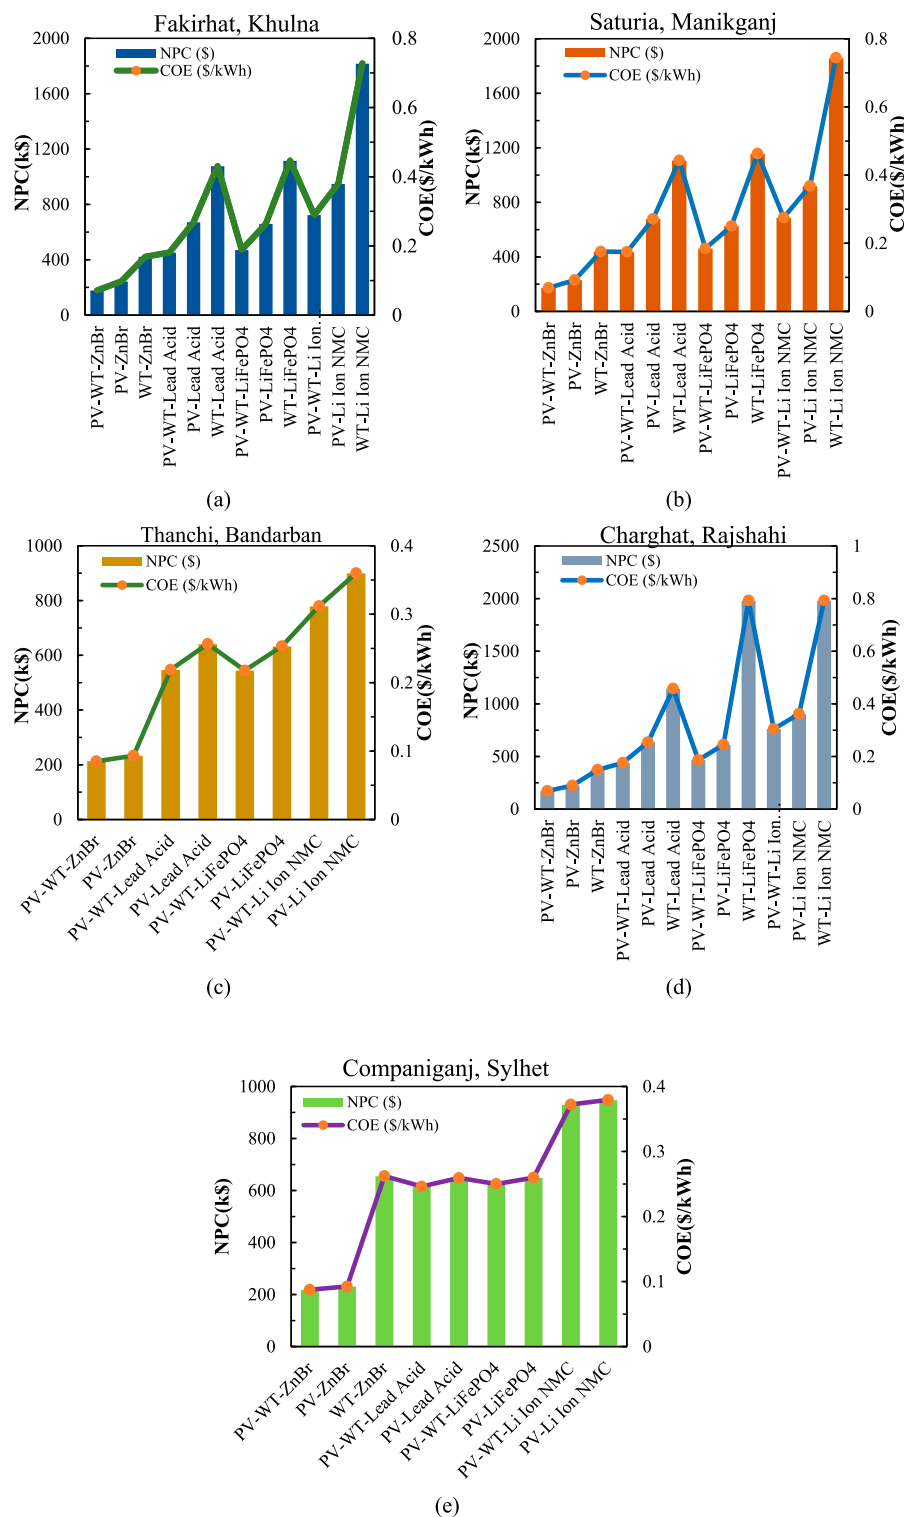 Fakirhat, Khulna
NPC ($)
COE ($/kWh)
2000
1600
1200
800
400
0
NPC(k$)
0.8
0.6
0.4
0.2
0
COE($/kWh)
PV-WT-ZnBr
PV-ZnBr
WT-ZnBr
PV-WT-Lead Acid
PV-Lead Acid
WT-Lead Acid
PV-WT-LiFePO4
PV-LiFePO4
WT-LiFePO4
PV-WT-Li Ion..
PV-Li Ion NMC
WT-Li Ion NMC
(a)
Saturia, Manikganj
NPC ($)
COE ($/kWh)
2000
1600
1200
800
400
0
NPC(k$)
0.8
0.6
0.4
0.2
0
COE($/kWh)
PV-WT-ZnBr
PV-ZnBr
WT-ZnBr
PV-WT-Lead Acid
PV-Lead Acid
WT-Lead Acid
PV-WT-LiFePO4
PV-LiFePO4
WT-LiFePO4
PV-WT-Li Ion NMC
PV-Li Ion NMC
WT-Li Ion NMC
(b)
Thanchi, Bandarban
NPC ($)
COE ($/kWh)
1000
800
600
400
200
0
NPC(k$)
0.4
0.3
0.2
0.1
0
COE($/kWh)
PV-WT-ZnBr
PV-ZnBr
PV-WT-Lead Acid
PV-Lead Acid
PV-WT-LiFePO4
PV-LiFePO4
PV-WT-Li Ion NMC
PV-Li Ion NMC
(c)
Charghat, Rajshahi
NPC ($)
COE ($/kWh)
2500
2000
1500
1000
500
0
NPC(k$)
1
0.8
0.6
0.4
0.2
0
COE($/kWh)
PV-WT-ZnBr
PV-ZnBr
WT-ZnBr
PV-WT-Lead Acid
PV-Lead Acid
WT-Lead Acid
PV-WT-LiFePO4
PV-LiFePO4
WT-LiFePO4
PV-WT-Li Ion..
PV-Li Ion NMC
WT-Li Ion NMC
(d)
Companiganj, Sylhet
NPC ($)
COE ($/kWh)
1000
800
600
400
200
0
NPC(k$)
0.4
0.3
0.2
0.1
0
COE($/kWh)
PV-WT-ZnBr
PV-ZnBr
WT-ZnBr
PV-WT-Lead Acid
PV-Lead Acid
PV-WT-LiFePO4
PV-LiFePO4
PV-WT-Li Ion NMC
PV-Li Ion NMC
(e)